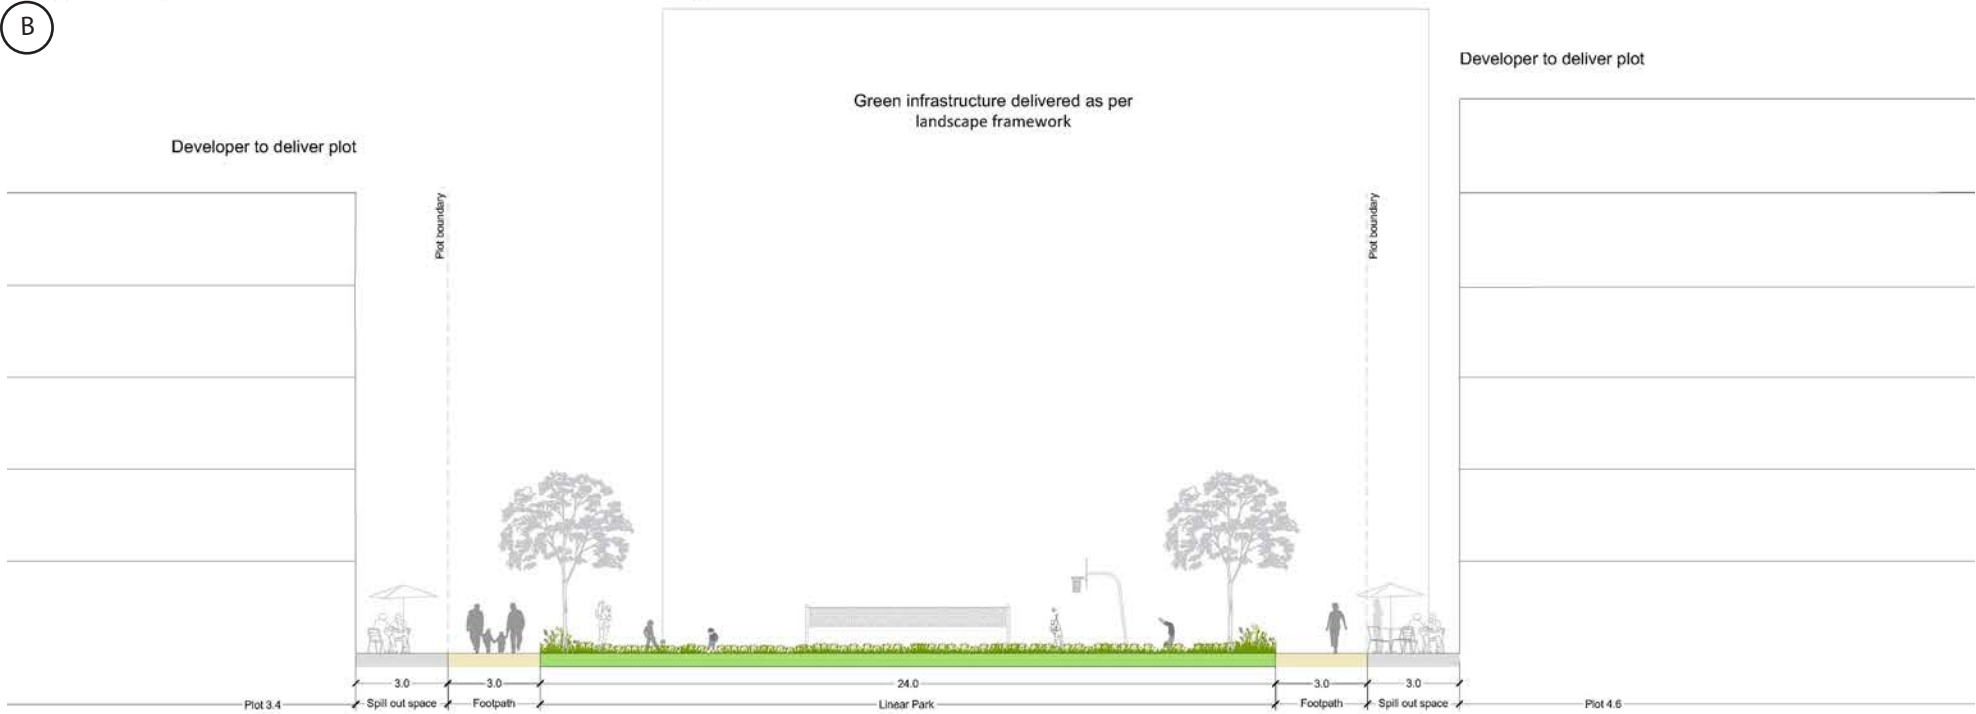 B
Developer to deliver plot
Green infrastructure delivered as per
landscape framework
Developer to deliver plot
Plot boundary
Plot boundary
3.0
3.0
24.0
3.0
3.0
Plot 3.4
Spill out space
Footpath
Linear Park
Footpath
Spill out space
Plot 4.6